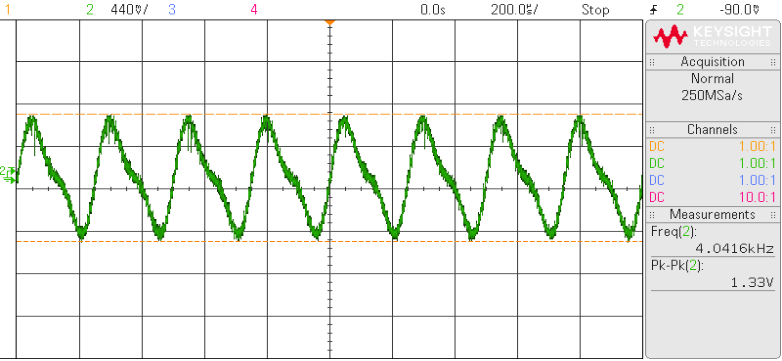 1 2 440mV/ 3 4 0.0s 200.0us/ Stop 2 -90.0mV
KEYSIGHT
TECHNOLOGIES
Acquisition
Normal
250MSa/s
Channels
DC 1.00:1
DC 1.00:1
DC 1.00:1
DC 10.0:1
Measurements
Freq(2):
4.0416kHz
Pk-Pk(2):
1.33V
2